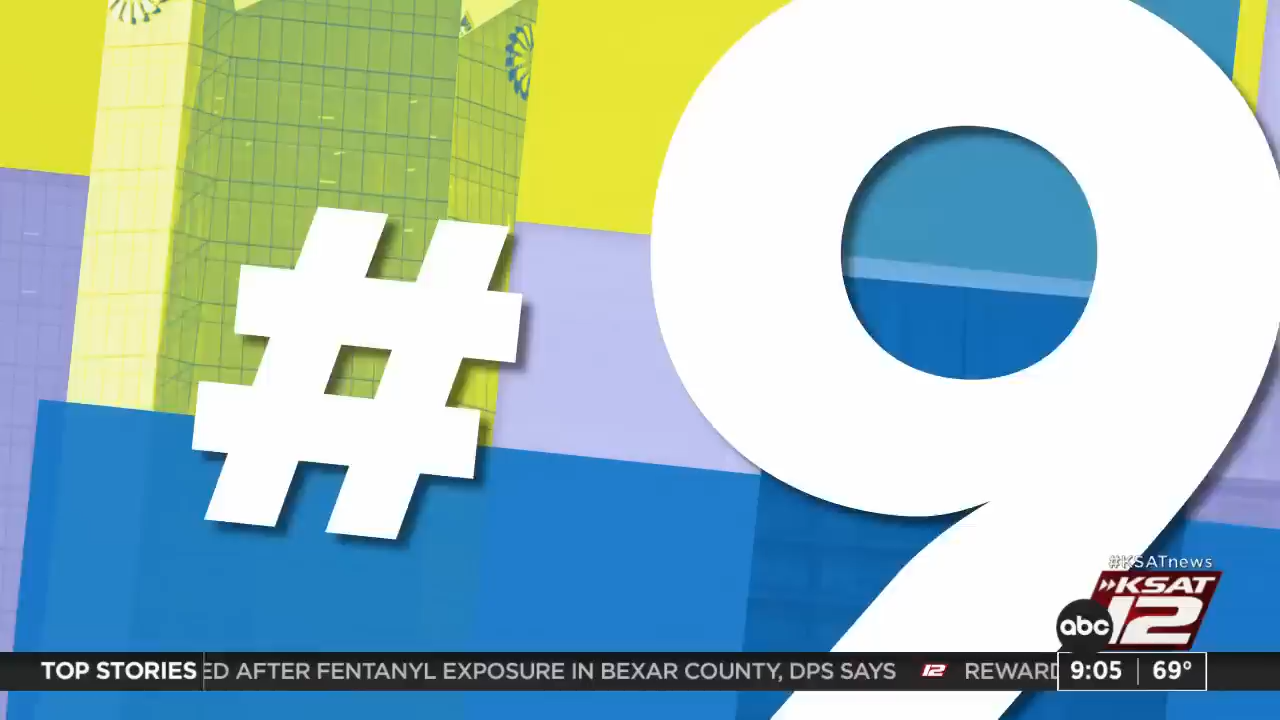 #9
#KSATnews
KSAT
abc 12
TOP STORIES ED AFTER FENTANYL EXPOSURE IN BEXAR COUNTY, DPS SAYS 12 REWARD 9:05 69°